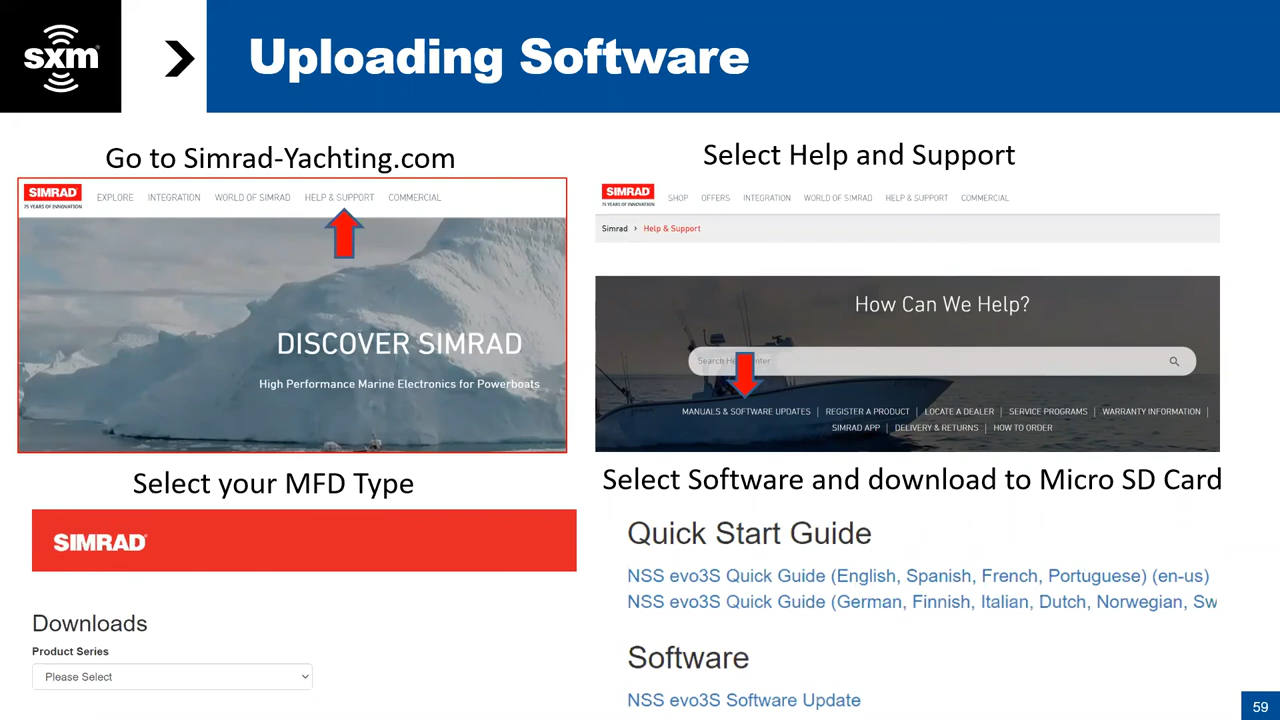 sxm
Uploading Software
Go to Simrad-Yachting.com
SIMRAD
75 YEARS OF INNOVATION
EXPLORE INTEGRATION WORLD OF SIMRAD HELP & SUPPORT COMMERCIAL
DISCOVER SIMRAD
High Performance Marine Electronics for Powerboats
Select Help and Support
SIMRAD
75 YEARS OF INNOVATION
SHOP OFFERS INTEGRATION WORLD OF SIMRAD HELP & SUPPORT COMMERCIAL
Simrad › Help & Support
How Can We Help?
Search
MANUALS & SOFTWARE UPDATES | REGISTER A PRODUCT | LOCATE A DEALER | SERVICE PROGRAMS | WARRANTY INFORMATION |
SIMRAD APP | DELIVERY & RETURNS | HOW TO ORDER
Select your MFD Type
SIMRAD
Downloads
Product Series
Please Select
Select Software and download to Micro SD Card
Quick Start Guide
NSS evo3S Quick Guide (English, Spanish, French, Portuguese) (en-us)
NSS evo3S Quick Guide (German, Finnish, Italian, Dutch, Norwegian, Sw
Software
NSS evo3S Software Update
59